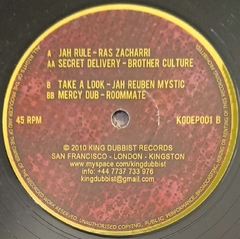 A JAH RULE - RAS ZACHARRI
AA SECRET DELIVERY - BROTHER CULTURE
B TAKE A LOOK - JAH REUBEN MYSTIC
BB MERCY DUB - ROOMMATE
45 RPM
KGDEP001 B
© 2010 KING DUBBIST RECORDS
SAN FRANCISCO - LONDON - KINGSTON
www.myspace.com/kingdubbist
info: +44 7737 733 976
kingdubbist@gmail.com